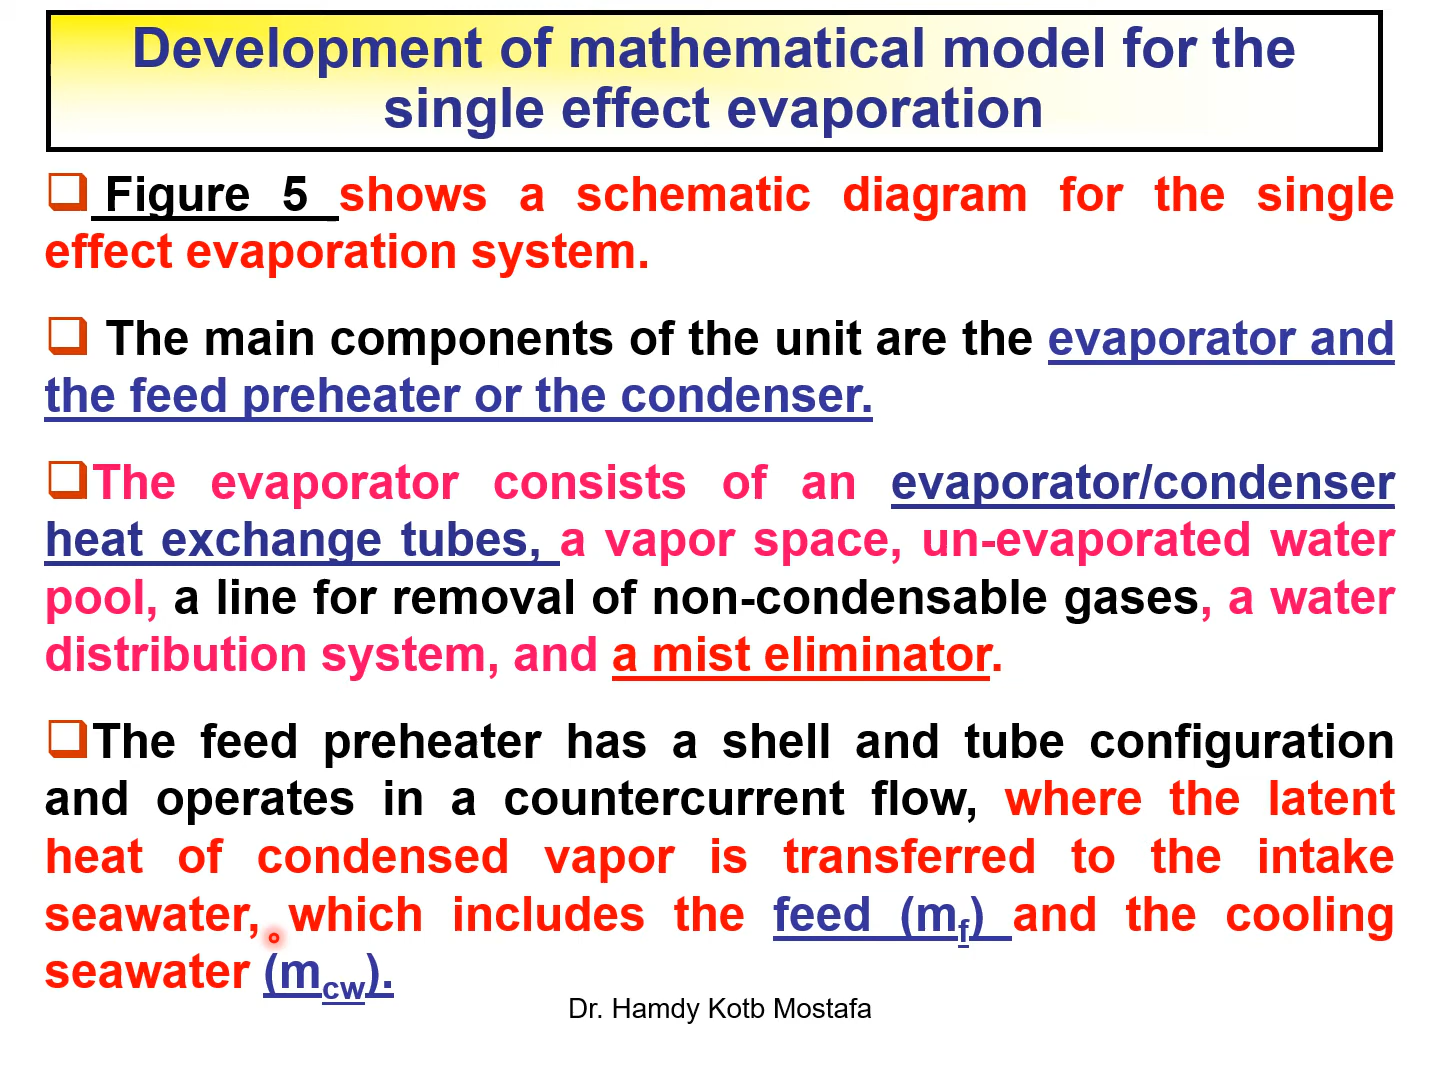 Development of mathematical model for the
single effect evaporation
❑ Figure 5 shows a schematic diagram for the single
effect evaporation system.
❑ The main components of the unit are the evaporator and
the feed preheater or the condenser.
❑The evaporator consists of an evaporator/condenser
heat exchange tubes, a vapor space, un-evaporated water
pool, a line for removal of non-condensable gases, a water
distribution system, and a mist eliminator.
❑The feed preheater has a shell and tube configuration
and operates in a countercurrent flow, where the latent
heat of condensed vapor is transferred to the intake
seawater, which includes the feed (mf) and the cooling
seawater (mcw).
Dr. Hamdy Kotb Mostafa